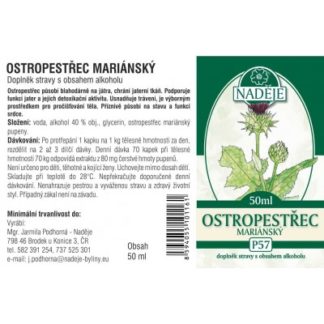 OSTROPESTŘEC MARIÁNSKÝ
Doplněk stravy s obsahem alkoholu
Ostropestřec působí blahodárně na játra, chrání jaterní tkáň. Podporuje
funkci jater a jejich detoxikační aktivitu. Usnadňuje trávení, je výborným
prostředkem pro pročišťování těla. Příznivě působí na stavu a funkci
srdce.
Složení: voda, alkohol 40 % obj., glycerin, ostropestřec mariánský
pupeny.
Dávkování: Po protřepání 1 kapku na 1 kg tělesné hmotnosti za den,
rozdělit na 2 až 3 dílčí dávky. Denní dávka 70 kapek při tělesné
hmotnosti 70 kg odpovídá extraktu z 80 mg čerstvé hmoty pupenů.
Není určeno pro děti, těhotné a kojící ženy. Uchovejte mimo dosah dětí.
Skladujte při teplotě do 28°C. Nepřekračujte doporučené denní
dávkování. Nenahrazuje pestrou a vyváženou stravu a zdravý životní
styl. Případný zákal není na závadu.
Minimální trvanlivost do:
Vyrábí:
Mgr. Jarmila Podhorná - Naděje
798 46 Brodek u Konice 3, ČR
tel. 582 391 254, 737 525 301
e-mail: j.podhorna@nadeje-byliny.eu
Obsah
50 ml
8594055101161
NADĚJE
50ml
OSTROPESTŘEC
MARIÁNSKÝ
P57
doplněk stravy s obsahem alkoholu